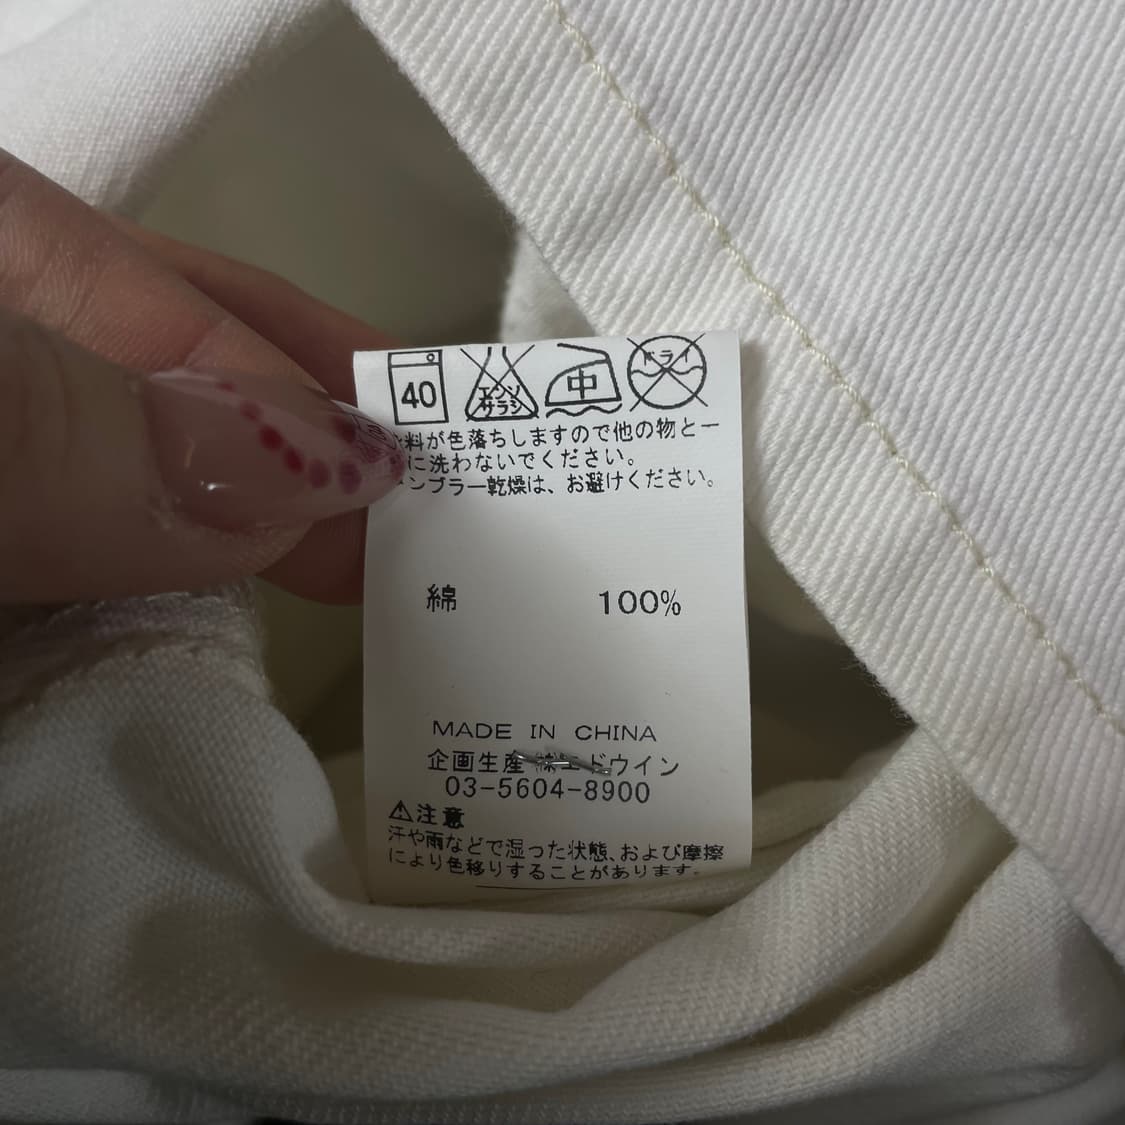 40 エンソサラシ 中 ドライ
料が色落ちしますので他の物と一
に洗わないでください。
ンブラー乾燥は、お避けください。
綿 100%
MADE IN CHINA
企画生産 ㈱エドウイン
03-5604-8900
⚠注意
汗や雨などで湿った状態、および摩擦
により色移りすることがあります。